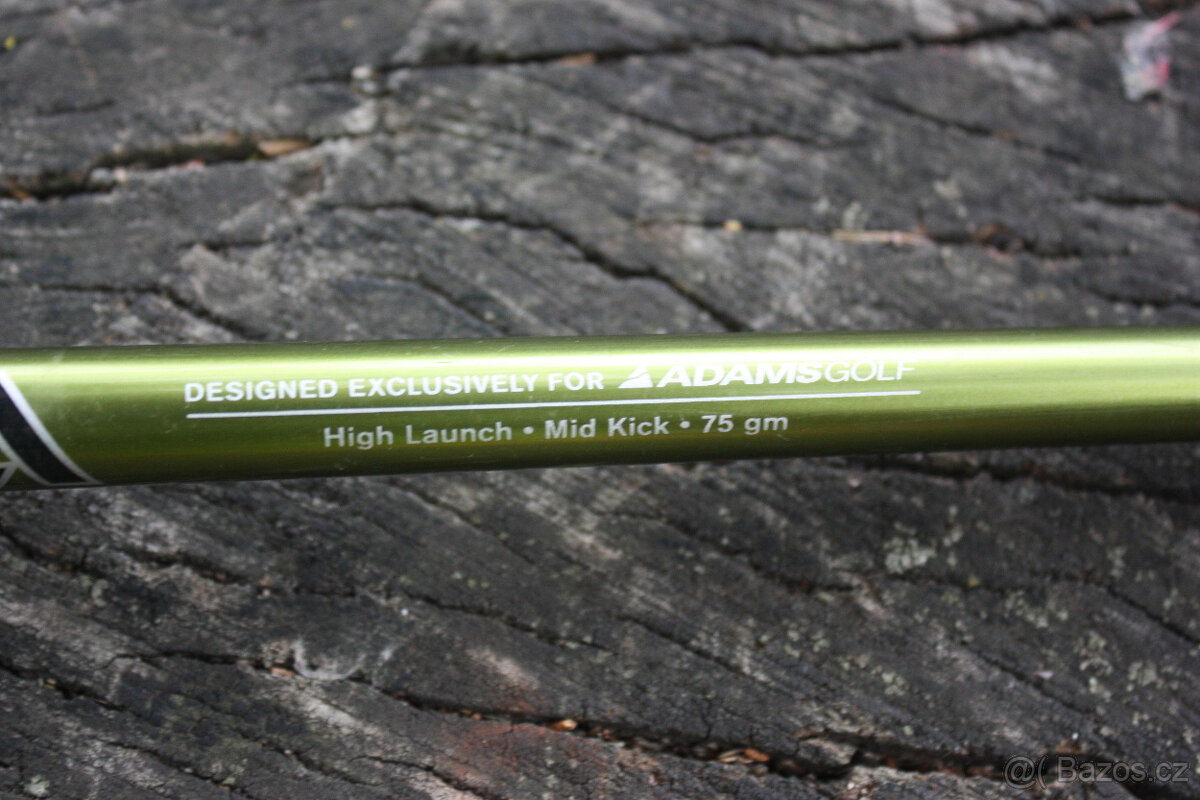 DESIGNED EXCLUSIVELY FOR ADAMSGOLF
High Launch • Mid Kick • 75 gm
@( Bazos.cz